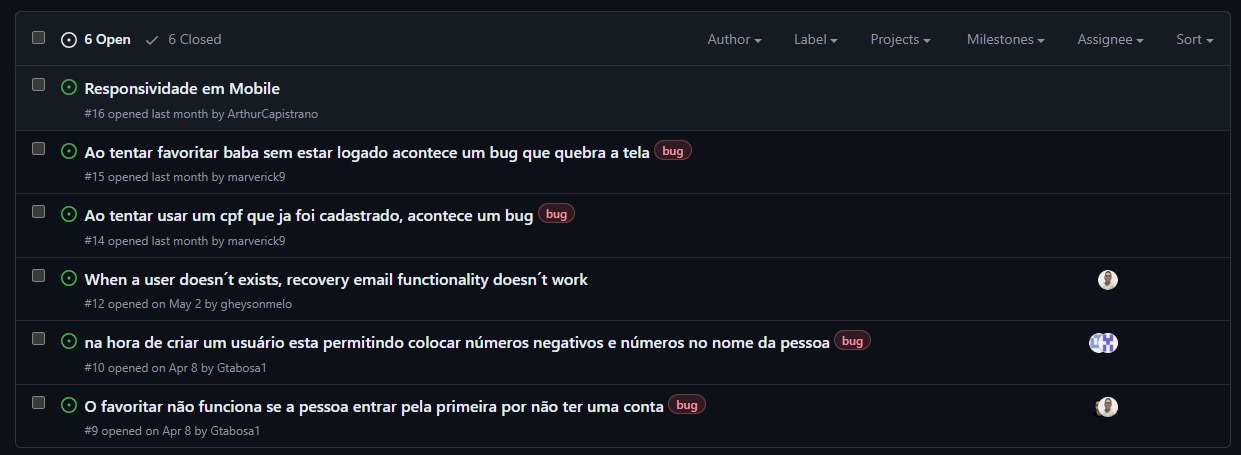 6 Open 6 Closed Author Label Projects Milestones Assignee Sort
Responsividade em Mobile
#16 opened last month by ArthurCapistrano
Ao tentar favoritar baba sem estar logado acontece um bug que quebra a tela bug
#15 opened last month by marverick9
Ao tentar usar um cpf que ja foi cadastrado, acontece um bug bug
#14 opened last month by marverick9
When a user doesn´t exists, recovery email functionality doesn´t work
#12 opened on May 2 by gheysonmelo
na hora de criar um usuário esta permitindo colocar números negativos e números no nome da pessoa bug
#10 opened on Apr 8 by Gtabosa1
O favoritar não funciona se a pessoa entrar pela primeira por não ter uma conta bug
#9 opened on Apr 8 by Gtabosa1